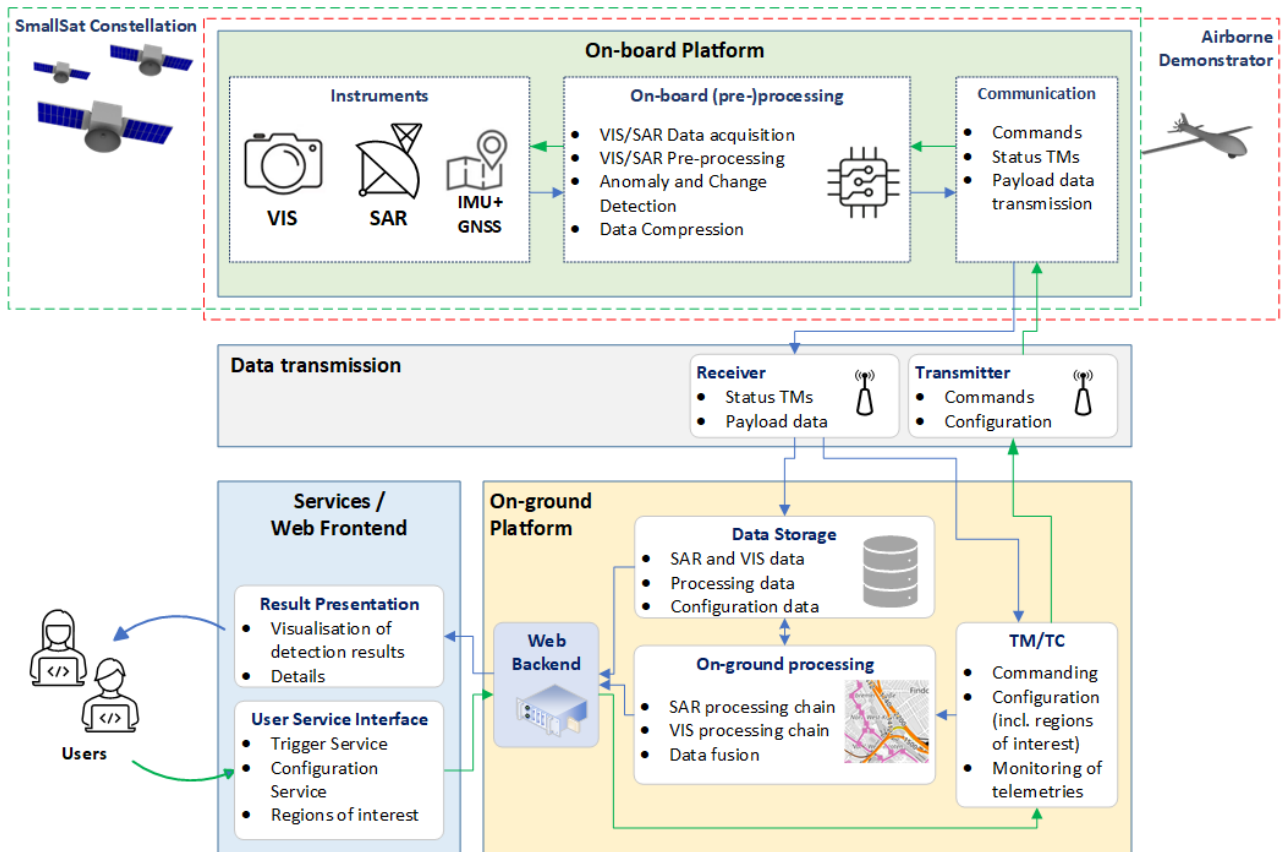 SmallSat Constellation
Airborne
Demonstrator
On-board Platform
Instruments
VIS
SAR
IMU+
GNSS
On-board (pre-)processing
• VIS/SAR Data acquisition
• VIS/SAR Pre-processing
• Anomaly and Change
Detection
• Data Compression
Communication
• Commands
• Status TMs
• Payload data
transmission
Data transmission
Receiver
• Status TMs
• Payload data
Transmitter
• Commands
• Configuration
Services /
Web Frontend
Result Presentation
• Visualisation of
detection results
• Details
User Service Interface
• Trigger Service
• Configuration
Service
• Regions of interest
Users
On-ground
Platform
Web
Backend
Data Storage
• SAR and VIS data
• Processing data
• Configuration data
On-ground processing
• SAR processing chain
• VIS processing chain
• Data fusion
Findo
TM/TC
• Commanding
• Configuration
(incl. regions
of interest)
• Monitoring of
telemetries